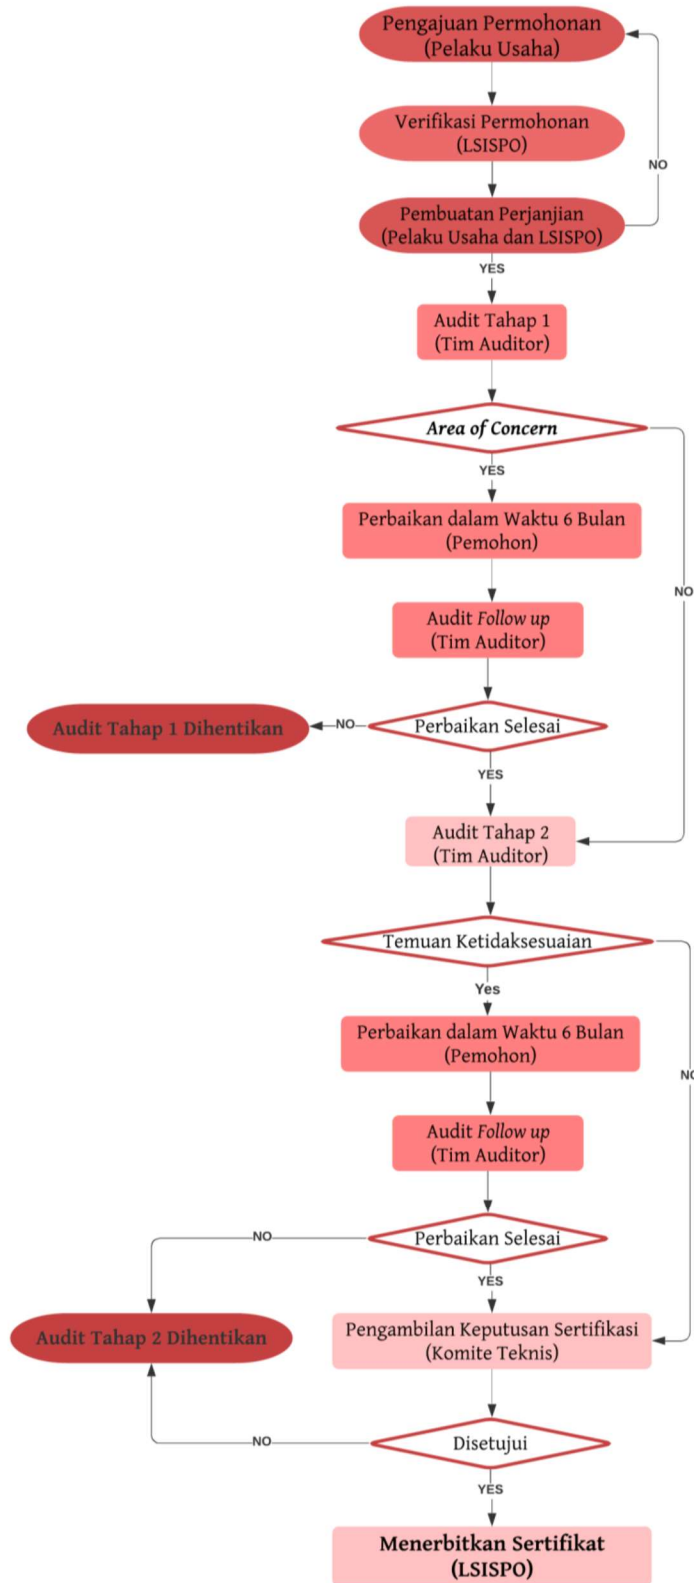 Pengajuan Permohonan
(Pelaku Usaha)
Verifikasi Permohonan
(LSISPO)
NO
Pembuatan Perjanjian
(Pelaku Usaha dan LSISPO)
YES
Audit Tahap 1
(Tim Auditor)
Area of Concern
YES
Perbaikan dalam Waktu 6 Bulan
(Pemohon)
NO
Audit Follow up
(Tim Auditor)
Audit Tahap 1 Dihentikan
NO
Perbaikan Selesai
YES
Audit Tahap 2
(Tim Auditor)
Temuan Ketidaksesuaian
Yes
Perbaikan dalam Waktu 6 Bulan
(Pemohon)
NO
Audit Follow up
(Tim Auditor)
NO
Perbaikan Selesai
YES
Audit Tahap 2 Dihentikan
Pengambilan Keputusan Sertifikasi
(Komite Teknis)
NO
Disetujui
YES
Menerbitkan Sertifikat
(LSISPO)